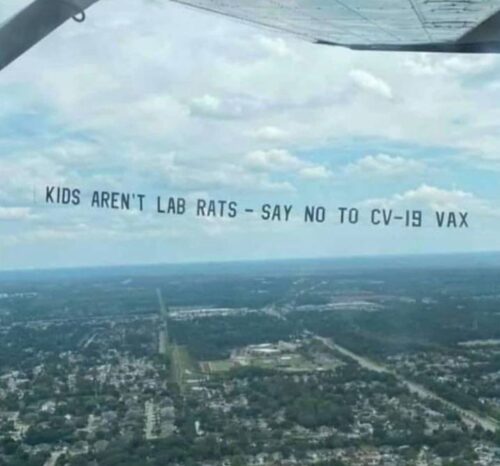 KIDS AREN'T LAB RATS - SAY NO TO CV-19 VAX